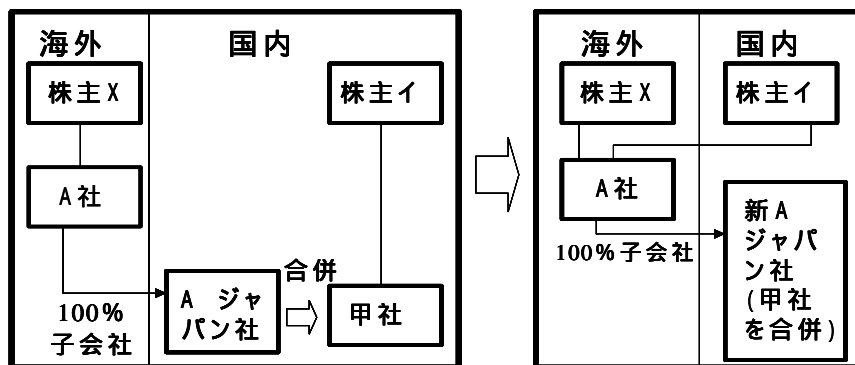 海外
国内
株主X
株主イ
A社
合併
A ジャ
パン社
甲社
100%
子会社
海外
国内
株主X
株主イ
A社
100%子会社
新A
ジャパ
ン社
(甲社
を合併)